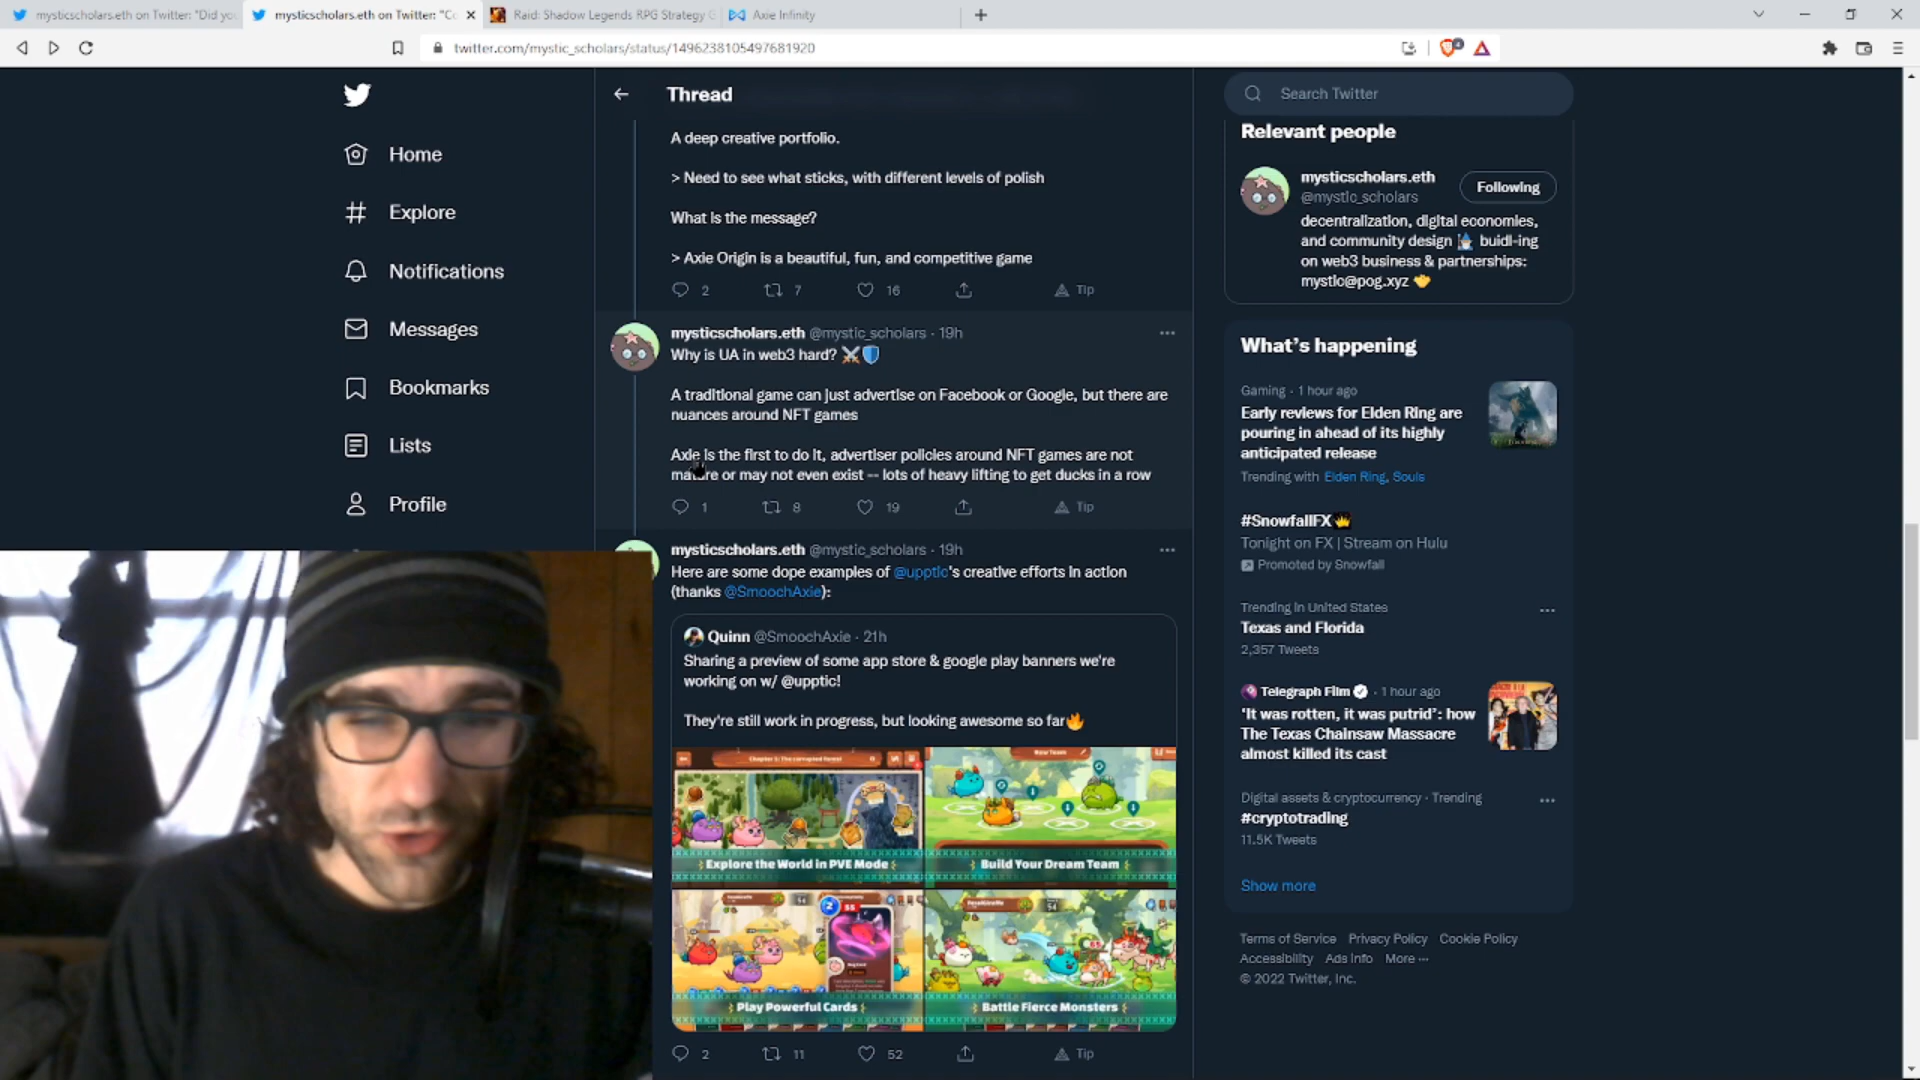 mysticscholars.eth on Twitter: "Did yo
mysticscholars.eth on Twitter: "Co
Raid: Shadow Legends RPG Strategy G
Axie Infinity
twitter.com/mystic_scholars/status/1496238105497681920
Home
Explore
Notifications
Messages
Bookmarks
Lists
Profile
Thread
A deep creative portfolio.
> Need to see what sticks, with different levels of polish
What is the message?
> Axie Origin is a beautiful, fun, and competitive game
2 7 16 Tip
mysticscholars.eth @mystic_scholars · 19h
Why is UA in web3 hard? ⚔️🛡️
A traditional game can just advertise on Facebook or Google, but there are
nuances around NFT games
Axie is the first to do it, advertiser policies around NFT games are not
mature or may not even exist -- lots of heavy lifting to get ducks in a row
1 8 19 Tip
mysticscholars.eth @mystic_scholars · 19h
Here are some dope examples of @upptic's creative efforts in action
(thanks @SmoochAxie):
Quinn @SmoochAxie · 21h
Sharing a preview of some app store & google play banners we're
working on w/ @upptic!
They're still work in progress, but looking awesome so far🔥
Explore the World in PVE Mode
Build Your Dream Team
Play Powerful Cards
Battle Fierce Monsters
2 11 52 Tip
Search Twitter
Relevant people
mysticscholars.eth
@mystic_scholars
Following
decentralization, digital economies,
and community design 🧙‍♂️ buidl-ing
on web3 business & partnerships:
mystic@pog.xyz 🤝
What's happening
Gaming · 1 hour ago
Early reviews for Elden Ring are
pouring in ahead of its highly
anticipated release
Trending with Elden Ring, Souls
#SnowfallFX
Tonight on FX | Stream on Hulu
Promoted by Snowfall
Trending in United States
Texas and Florida
2,357 Tweets
Telegraph Film · 1 hour ago
'It was rotten, it was putrid': how
The Texas Chainsaw Massacre
almost killed its cast
Digital assets & cryptocurrency · Trending
#cryptotrading
11.5K Tweets
Show more
Terms of Service Privacy Policy Cookie Policy
Accessibility Ads info More ···
© 2022 Twitter, Inc.